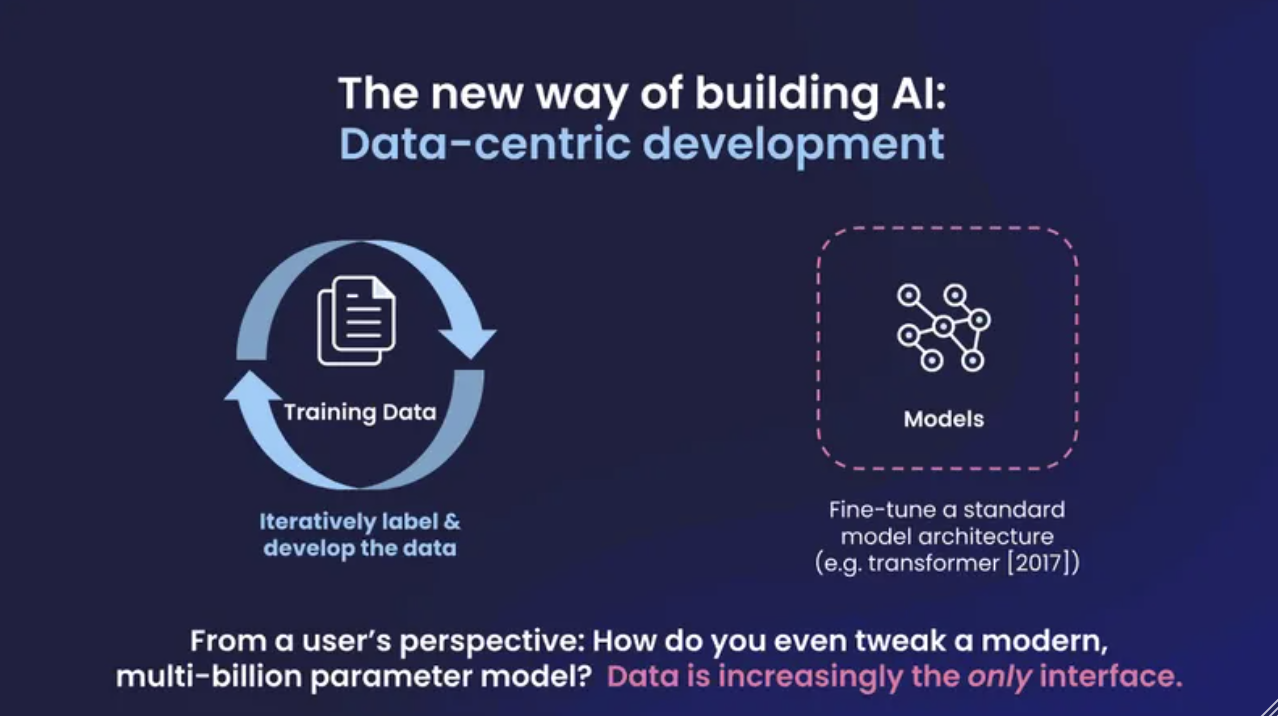 The new way of building AI:
Data-centric development
Training Data
Iteratively label &
develop the data
Models
Fine-tune a standard
model architecture
(e.g. transformer [2017])
From a user’s perspective: How do you even tweak a modern,
multi-billion parameter model? Data is increasingly the only interface.